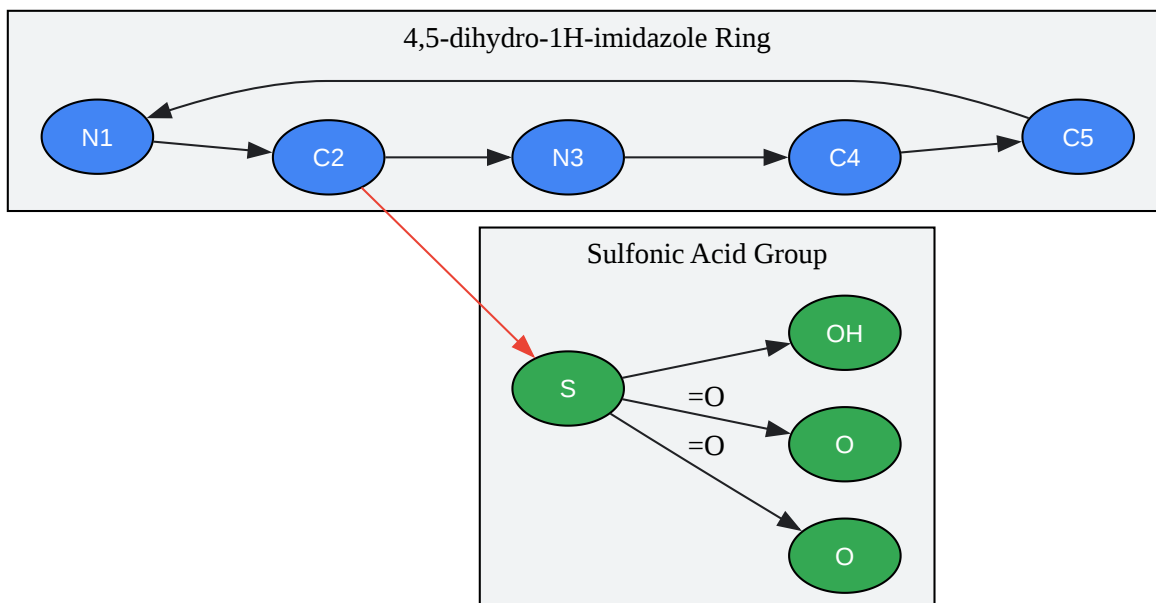 4,5-dihydro-1H-imidazole Ring
N1
C2
N3
C4
C5
Sulfonic Acid Group
S
OH
=O
O
=O
O